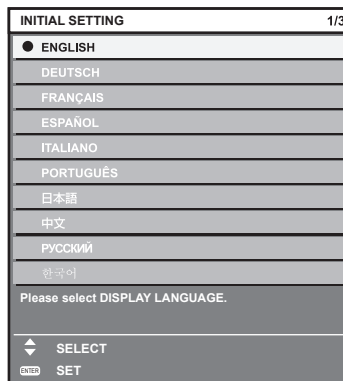 INITIAL SETTING 1/3
ENGLISH
DEUTSCH
FRANÇAIS
ESPAÑOL
ITALIANO
PORTUGUÊS
日本語
中文
РУССКИЙ
한국어
Please select DISPLAY LANGUAGE.
SELECT
ENTER SET